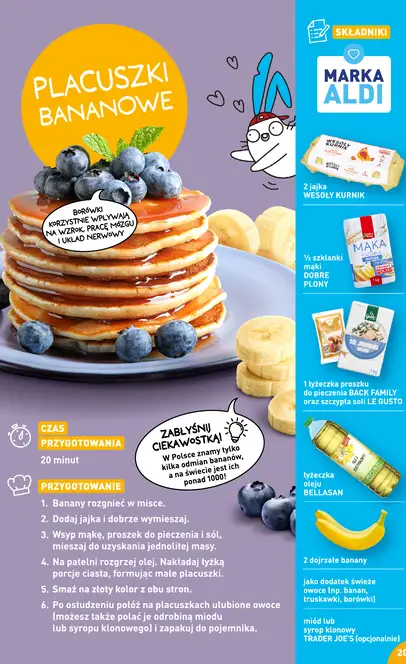 PLACUSZKI
BANANOWE
BORÓWKI
KORZYSTNIE WPŁYWAJĄ
NA WZROK, PRACĘ MÓZGU
I UKŁAD NERWOWY
ZABŁYŚNIJ
CIEKAWOSTKĄ!
W Polsce znamy tylko
kilka odmian bananów,
a na świecie jest ich
ponad 1000!
CZAS
PRZYGOTOWANIA
20 minut
PRZYGOTOWANIE
1. Banany rozgnieć w misce.
2. Dodaj jajka i dobrze wymieszaj.
3. Wsyp mąkę, proszek do pieczenia i sól,
mieszaj do uzyskania jednolitej masy.
4. Na patelni rozgrzej olej. Nakładaj łyżką
porcje ciasta, formując małe placuszki.
5. Smaż na złoty kolor z obu stron.
6. Po ostudzeniu połóż na placuszkach ulubione owoce
(możesz także polać je odrobiną miodu
lub syropu klonowego) i zapakuj do pojemnika.
SKŁADNIKI
MARKA
ALDI
WESOŁY
KURNIK
2 jajka
WESOŁY KURNIK
MĄKA
½ szklanki
mąki
DOBRE
PLONY
1 łyżeczka proszku
do pieczenia BACK FAMILY
oraz szczypta soli LE GUSTO
łyżeczka
oleju
BELLASAN
2 dojrzałe banany
jako dodatek świeże
owoce (np. banan,
truskawki, borówki)
miód lub
syrop klonowy
TRADER JOE'S (opcjonalnie)
20